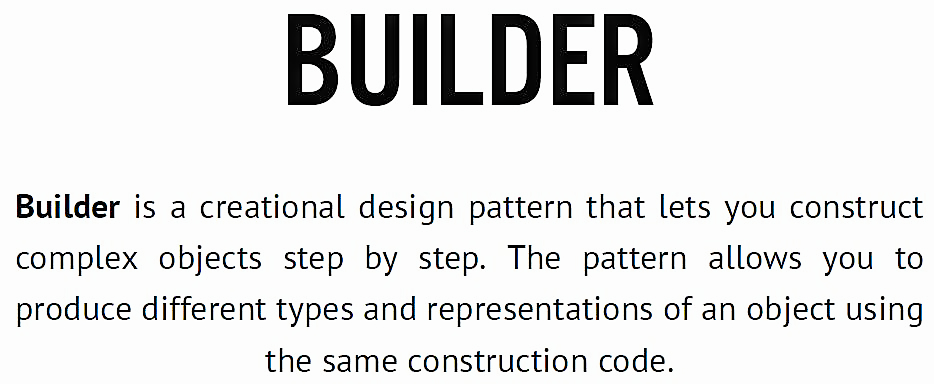 BUILDER
Builder is a creational design pattern that lets you construct
complex objects step by step. The pattern allows you to
produce different types and representations of an object using
the same construction code.